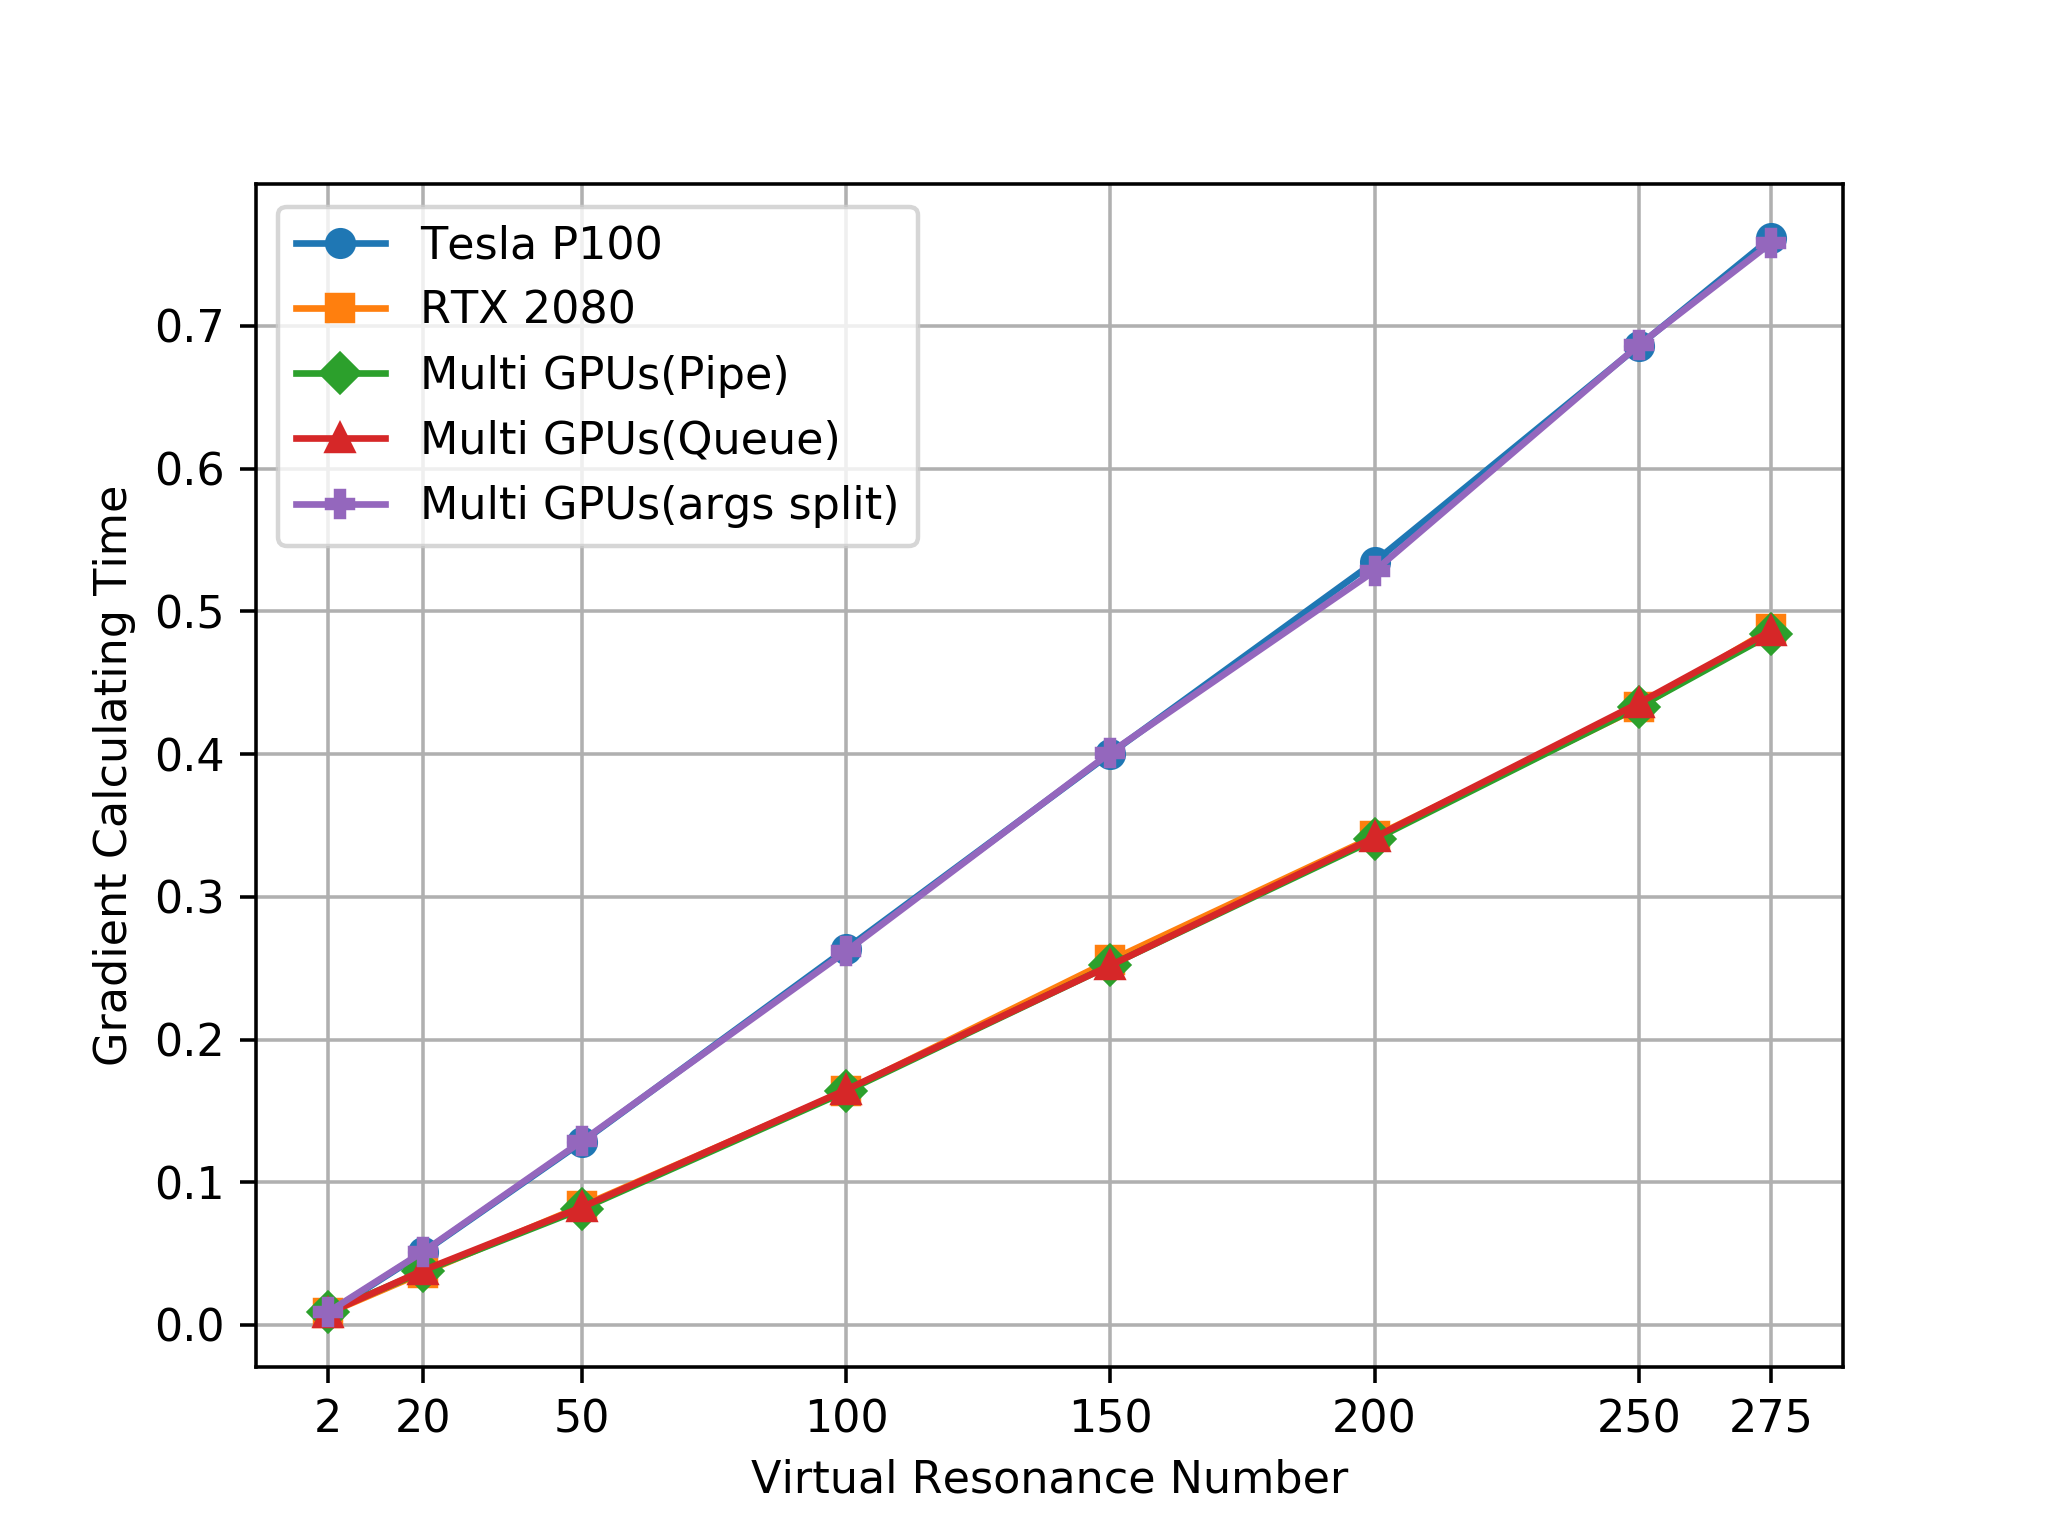 Tesla P100
RTX 2080
Multi GPUs(Pipe)
Multi GPUs(Queue)
Multi GPUs(args split)
Gradient Calculating Time
0.7
0.6
0.5
0.4
0.3
0.2
0.1
0.0
2 20 50 100 150 200 250 275
Virtual Resonance Number